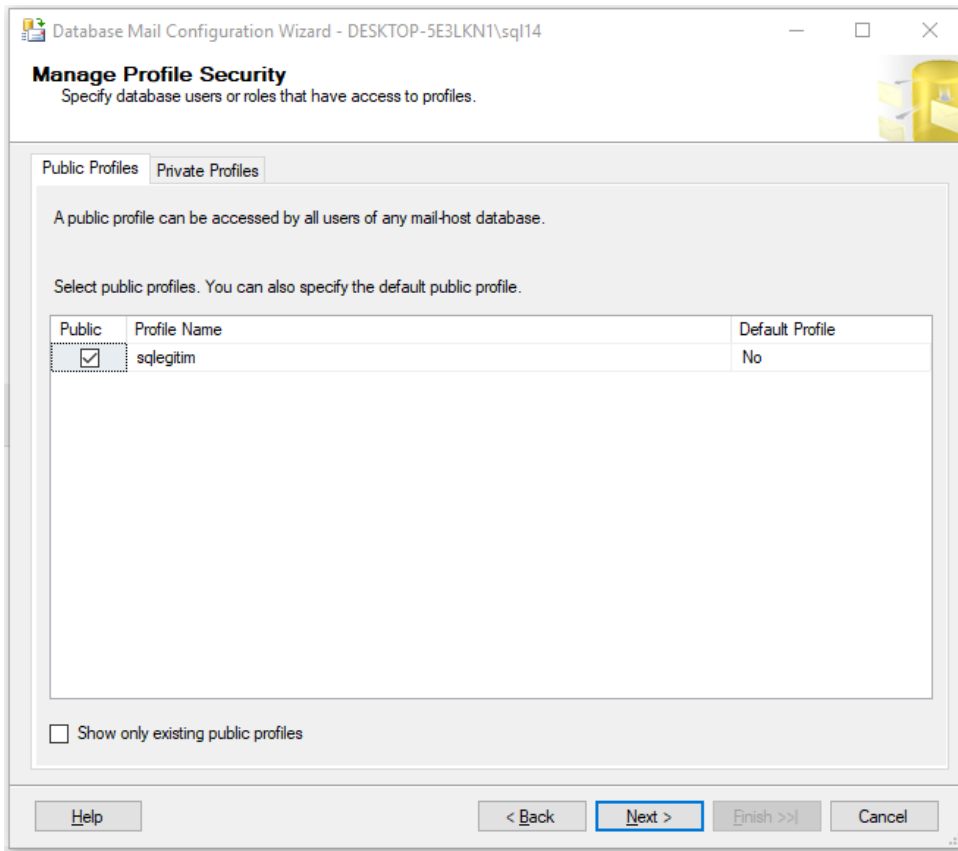 Database Mail Configuration Wizard - DESKTOP-5E3LKN1\sql14
Manage Profile Security
Specify database users or roles that have access to profiles.
Public Profiles Private Profiles
A public profile can be accessed by all users of any mail-host database.
Select public profiles. You can also specify the default public profile.
Public Profile Name Default Profile
sqlegitim No
Show only existing public profiles
Help < Back Next > Finish >>| Cancel